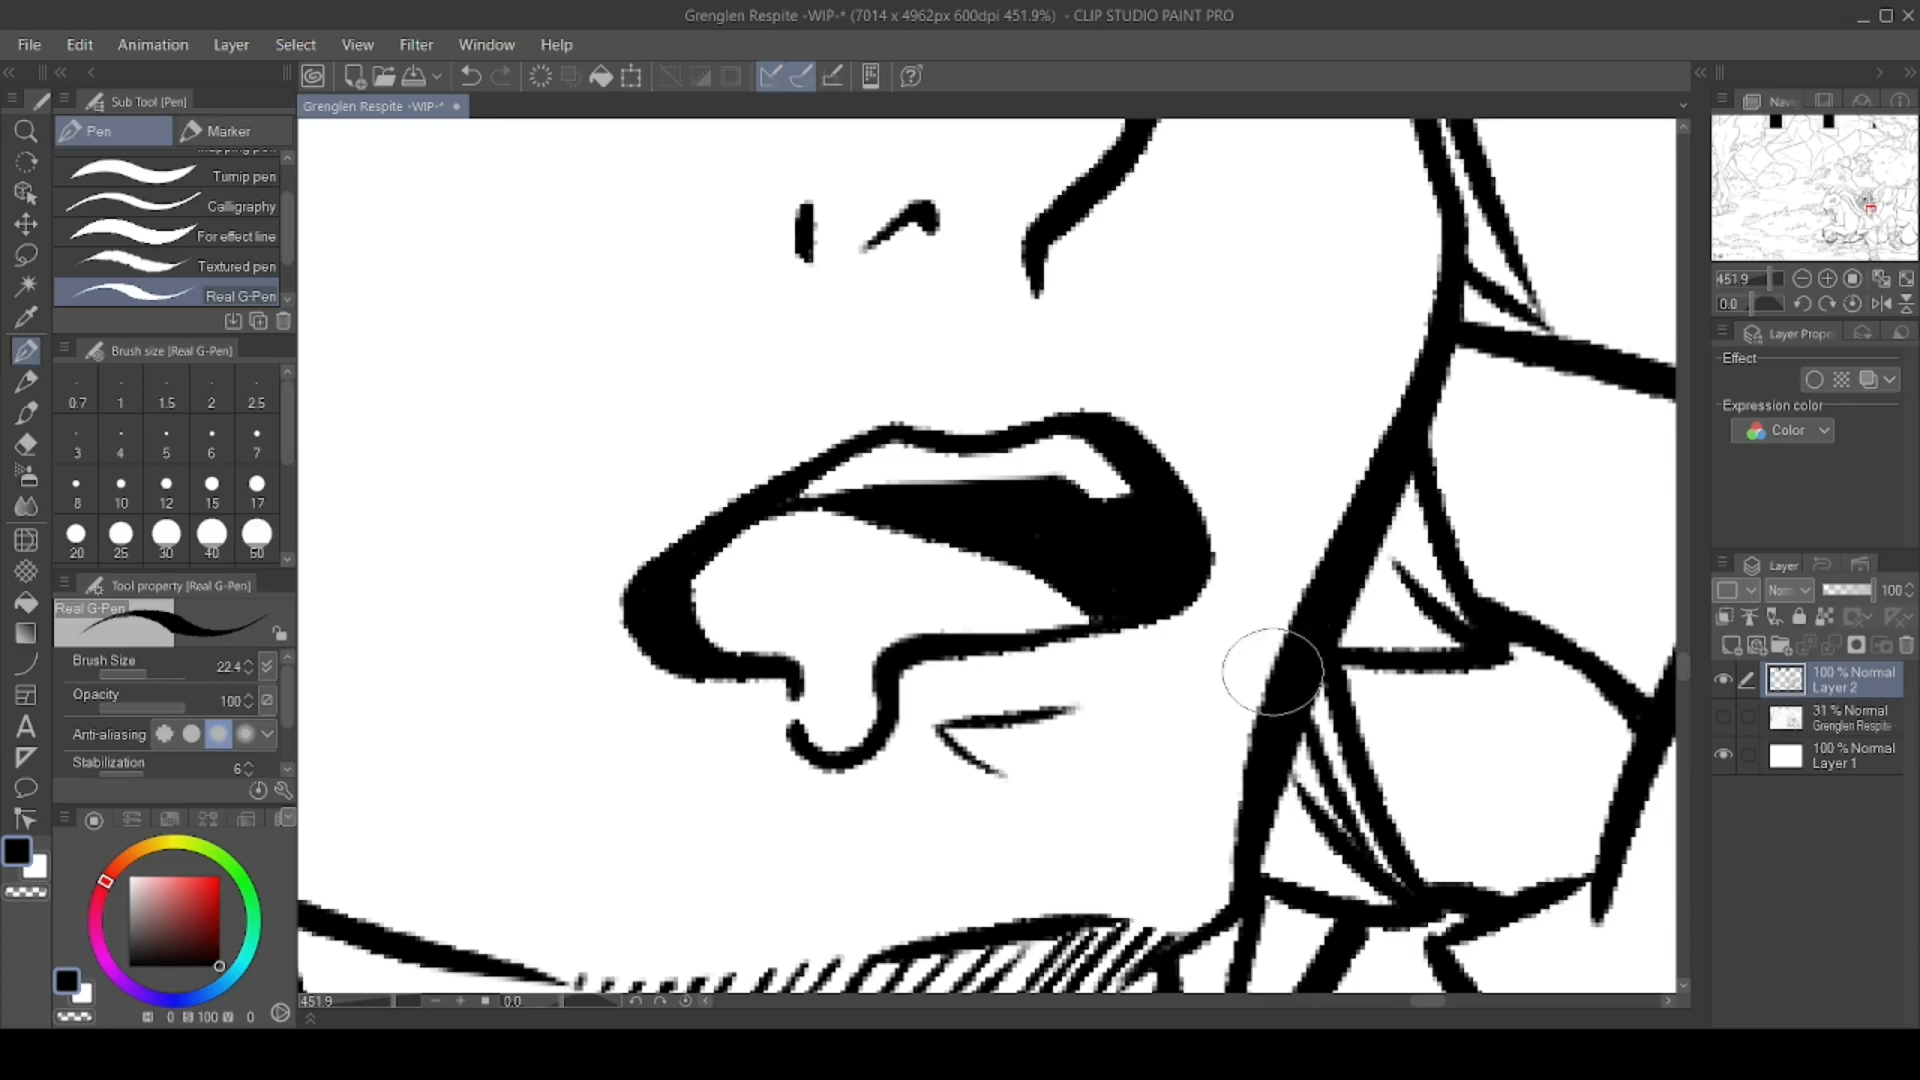 Grenglen Respite -WIP-* (7014 x 4962px 600dpi 451.9%)  - CLIP STUDIO PAINT PRO
File Edit Animation Layer Select View Filter Window Help
Sub Tool [Pen]
Pen Marker
Turnip pen
Calligraphy
For effect line
Textured pen
Real G-Pen
Brush size [Real G-Pen]
0.7 1 1.5 2 2.5
3 4 5 6 7
8 10 12 15 17
20 25 30 40 50
Tool property [Real G-Pen]
Real G-Pen
Brush Size 22.4
Opacity 100
Anti-aliasing
Stabilization 6
H 0 S 100 V 0
Grenglen Respite -WIP-*
451.9 0.0
Navi
451.9
0.0
Layer Prope
Effect
Expression color
Color
Layer
Norm 100
100 % Normal
Layer 2
31 % Normal
Grenglen Respite
100 % Normal
Layer 1